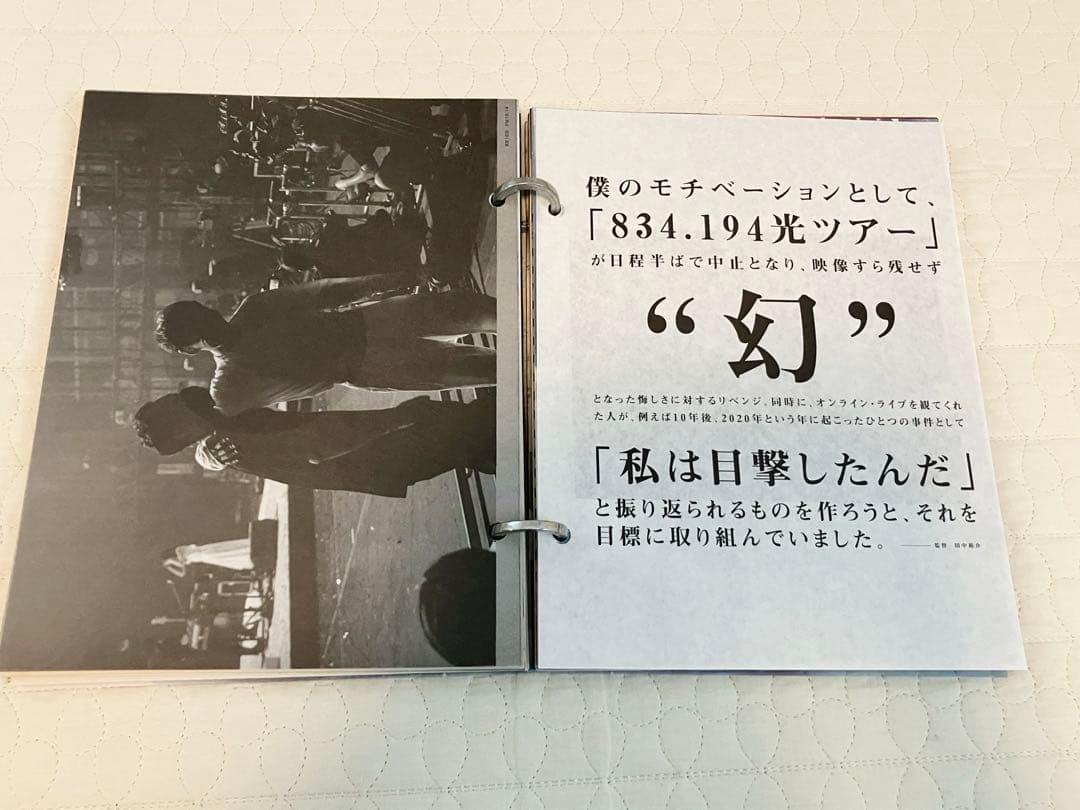 僕のモチベーションとして、
「834.194光ツアー」
が日程半ばで中止となり、映像すら残せず
“幻”
となった悔しさに対するリベンジ。同時に、オンライン・ライブを観てくれ
た人が、例えば10年後、2020年という年に起こったひとつの事件として
「私は目撃したんだ」
と振り返られるものを作ろうと、それを
目標に取り組んでいました。
——監督 田中裕介